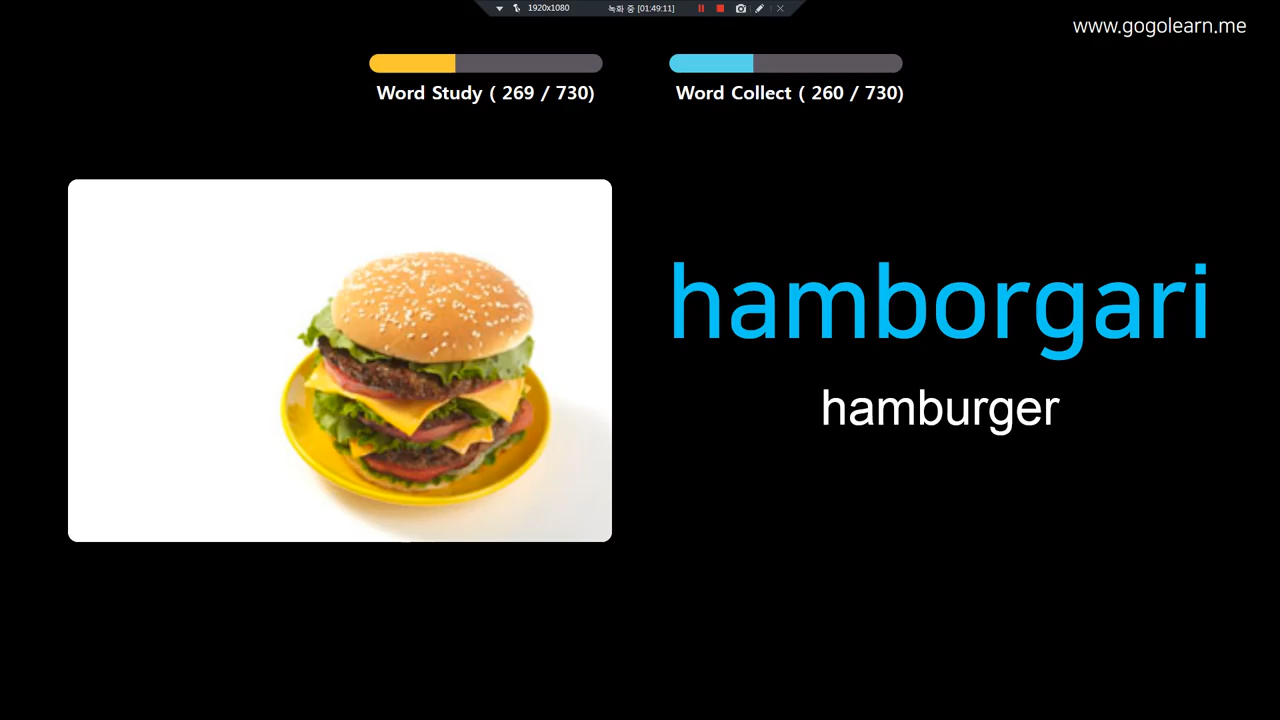 1920x1080 녹화 중 [01:49:11]
www.gogolearn.me
Word Study ( 269 / 730)
Word Collect ( 260 / 730)
hamborgari
hamburger